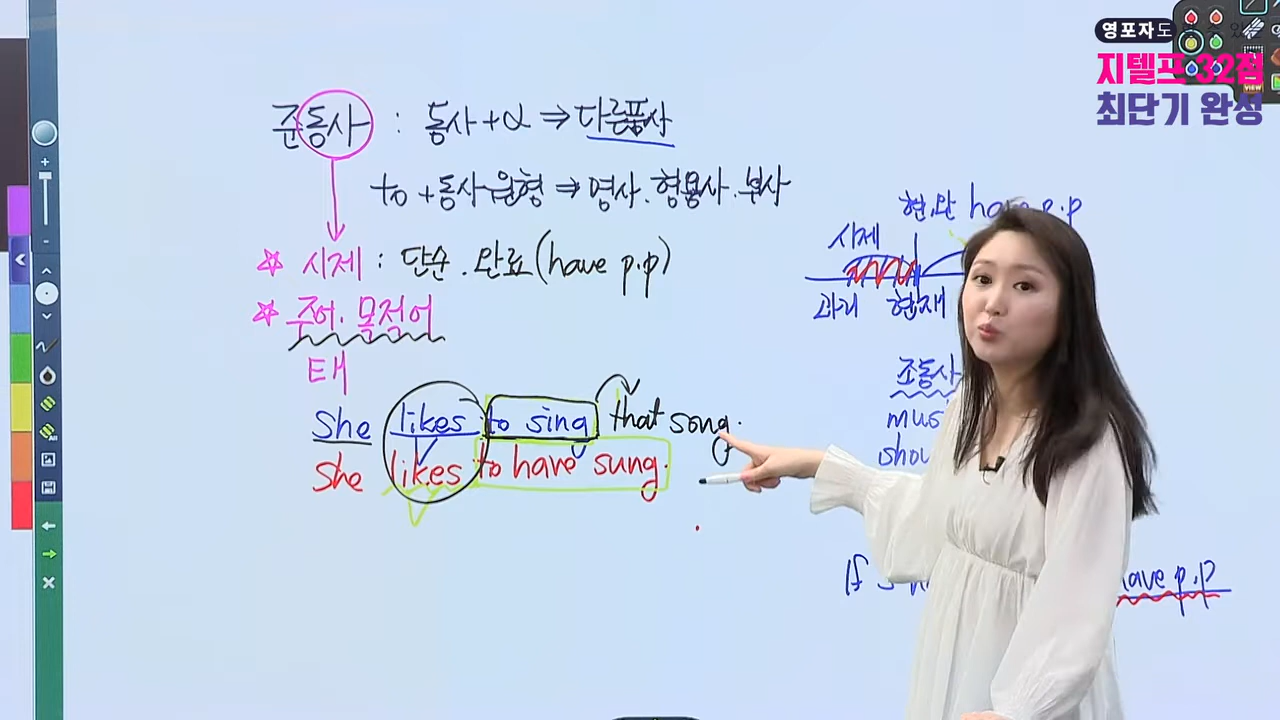 영포자도
지텔프 32점
최단기 완성
준동사 : 동사+α ⇒ 다른품사
to + 동사원형 ⇒ 명사. 형용사. 부사
☆ 시제 : 단순. 완료(have p.p)
☆ 주어. 목적어
태
She likes to sing that song.
She likes to have sung.
현.완 have p.p
시제
과거 현재
조동사
If have p.p
VIEW